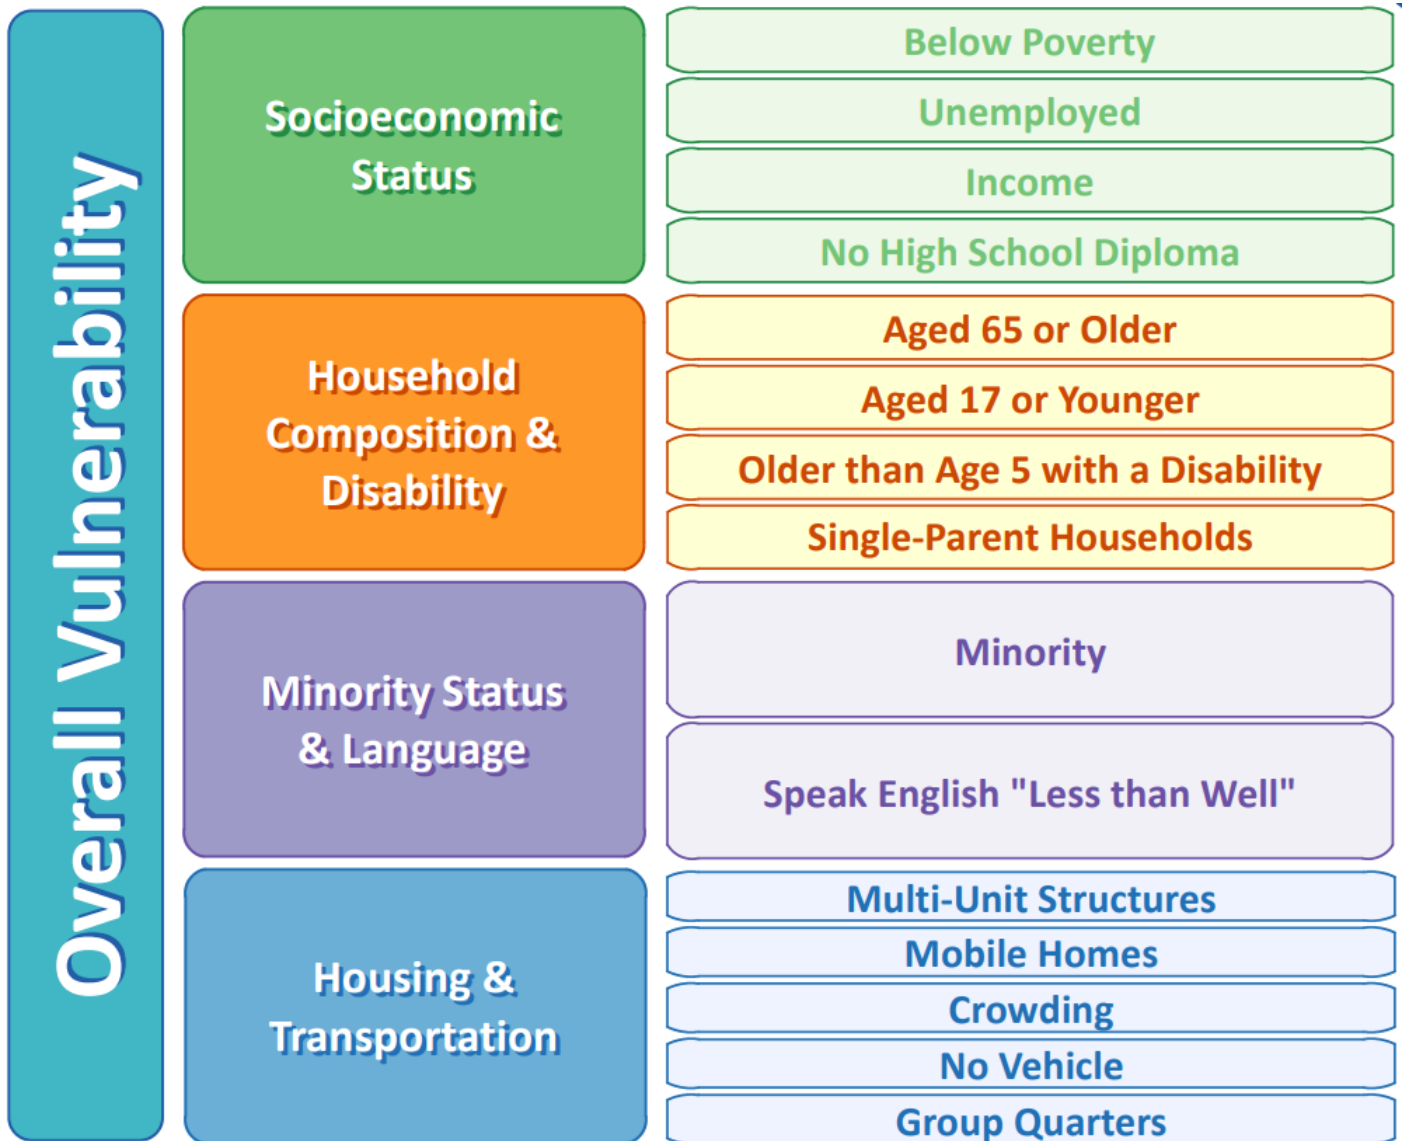 Overall Vulnerability
Socioeconomic
Status
Below Poverty
Unemployed
Income
No High School Diploma
Household
Composition &
Disability
Aged 65 or Older
Aged 17 or Younger
Older than Age 5 with a Disability
Single-Parent Households
Minority Status
& Language
Minority
Speak English "Less than Well"
Housing &
Transportation
Multi-Unit Structures
Mobile Homes
Crowding
No Vehicle
Group Quarters